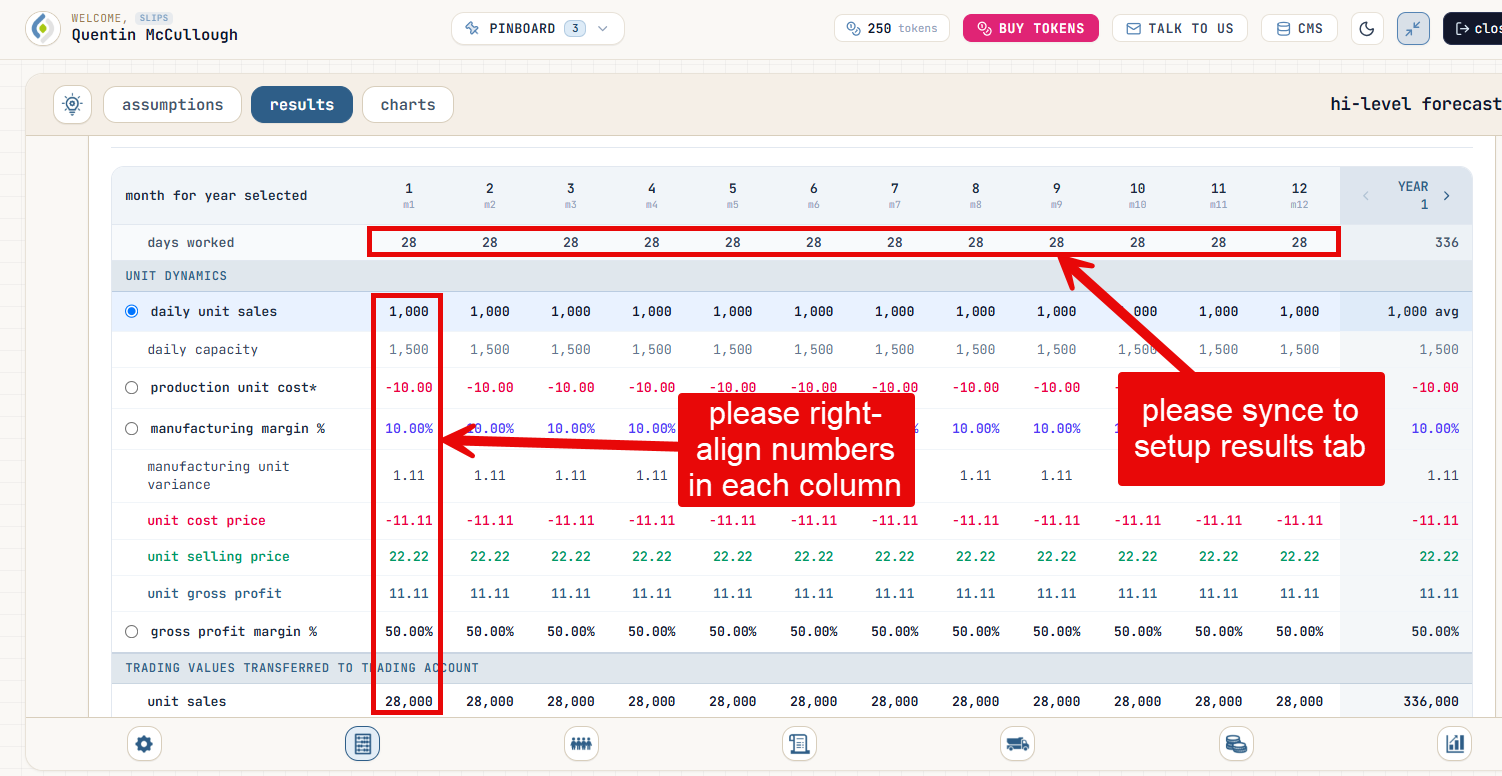 WELCOME, SLIPS
Quentin McCullough
PINBOARD 3
250 tokens
BUY TOKENS
TALK TO US
CMS
clos
assumptions
results
charts
hi-level forecast
month for year selected 1 2 3 4 5 6 7 8 9 10 11 12 YEAR 1
m1 m2 m3 m4 m5 m6 m7 m8 m9 m10 m11 m12
days worked 28 28 28 28 28 28 28 28 28 28 28 28 336
UNIT DYNAMICS
daily unit sales 1,000 1,000 1,000 1,000 1,000 1,000 1,000 1,000 1,000 000 1,000 1,000 1,000 avg
daily capacity 1,500 1,500 1,500 1,500 1,500 1,500 1,500 1,500 1,500 1,500 1,500 1,500 1,500
production unit cost* -10.00 -10.00 -10.00 -10.00 -10.00 -10.00 -10.00 -10.00 -10.00 -10.00
manufacturing margin % 10.00% 10.00% 10.00% 10.00% 10.00% 10.00% 10.00%
manufacturing unit
variance 1.11 1.11 1.11 1.11 1.11 1.11 1.11
unit cost price -11.11 -11.11 -11.11 -11.11 -11.11 -11.11 -11.11 -11.11 -11.11 -11.11 -11.11 -11.11 -11.11
unit selling price 22.22 22.22 22.22 22.22 22.22 22.22 22.22 22.22 22.22 22.22 22.22 22.22 22.22
unit gross profit 11.11 11.11 11.11 11.11 11.11 11.11 11.11 11.11 11.11 11.11 11.11 11.11 11.11
gross profit margin % 50.00% 50.00% 50.00% 50.00% 50.00% 50.00% 50.00% 50.00% 50.00% 50.00% 50.00% 50.00% 50.00%
TRADING VALUES TRANSFERRED TO TRADING ACCOUNT
unit sales 28,000 28,000 28,000 28,000 28,000 28,000 28,000 28,000 28,000 28,000 28,000 28,000 336,000
please right-
align numbers
in each column
please synce to
setup results tab